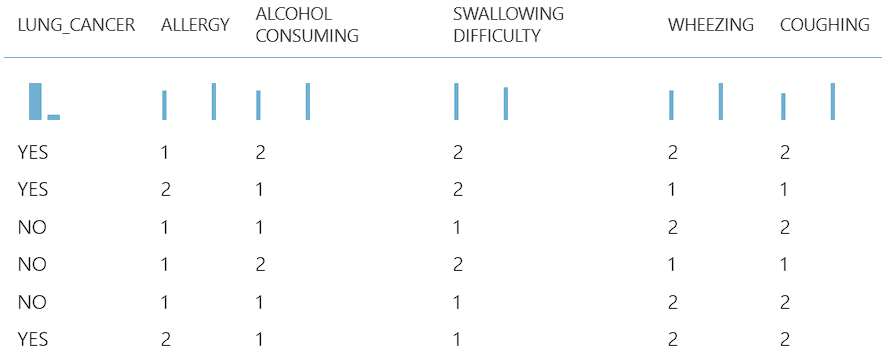 LUNG_CANCER ALLERGY ALCOHOL CONSUMING SWALLOWING DIFFICULTY WHEEZING COUGHING
YES 1 2 2 2 2
YES 2 1 2 1 1
NO 1 1 1 2 2
NO 1 2 2 1 1
NO 1 1 1 2 2
YES 2 1 1 2 2